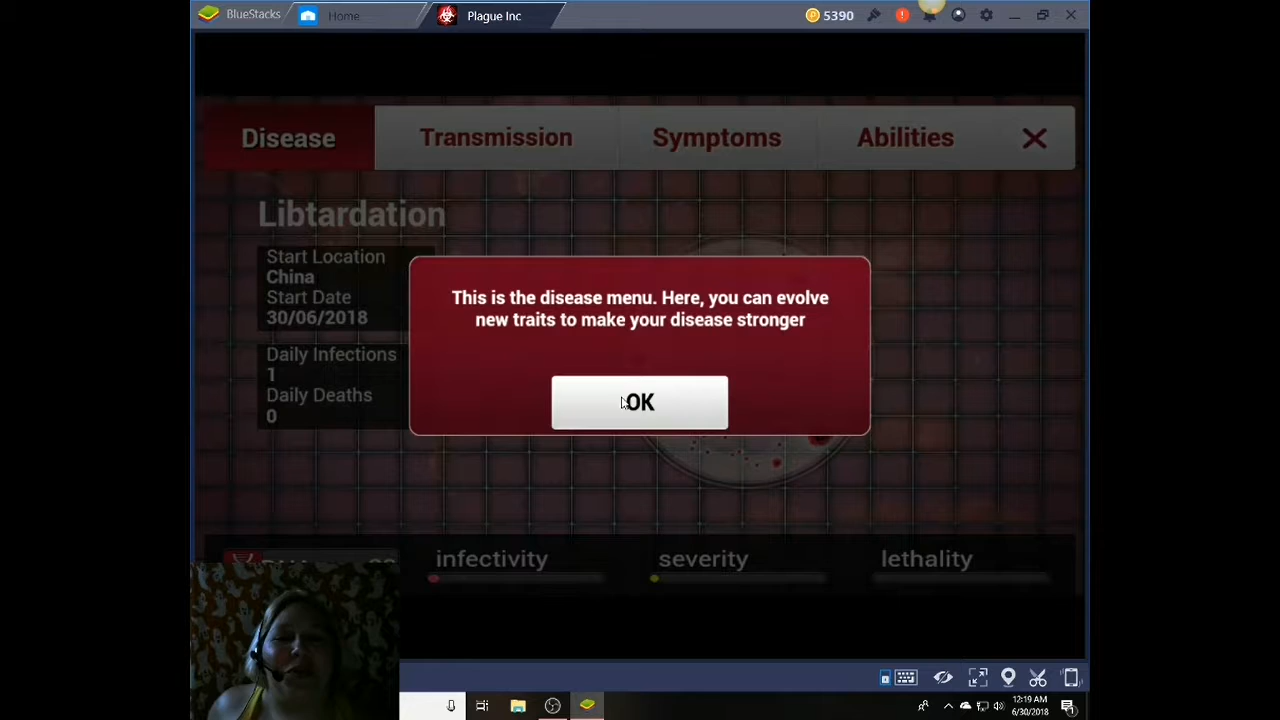 BlueStacks
Home
Plague Inc
5390
Disease
Transmission
Symptoms
Abilities
Libtardation
Start Location
China
Start Date
30/06/2018
Daily Infections
1
Daily Deaths
0
This is the disease menu. Here, you can evolve
new traits to make your disease stronger
OK
infectivity
severity
lethality
12:19 AM
6/30/2018